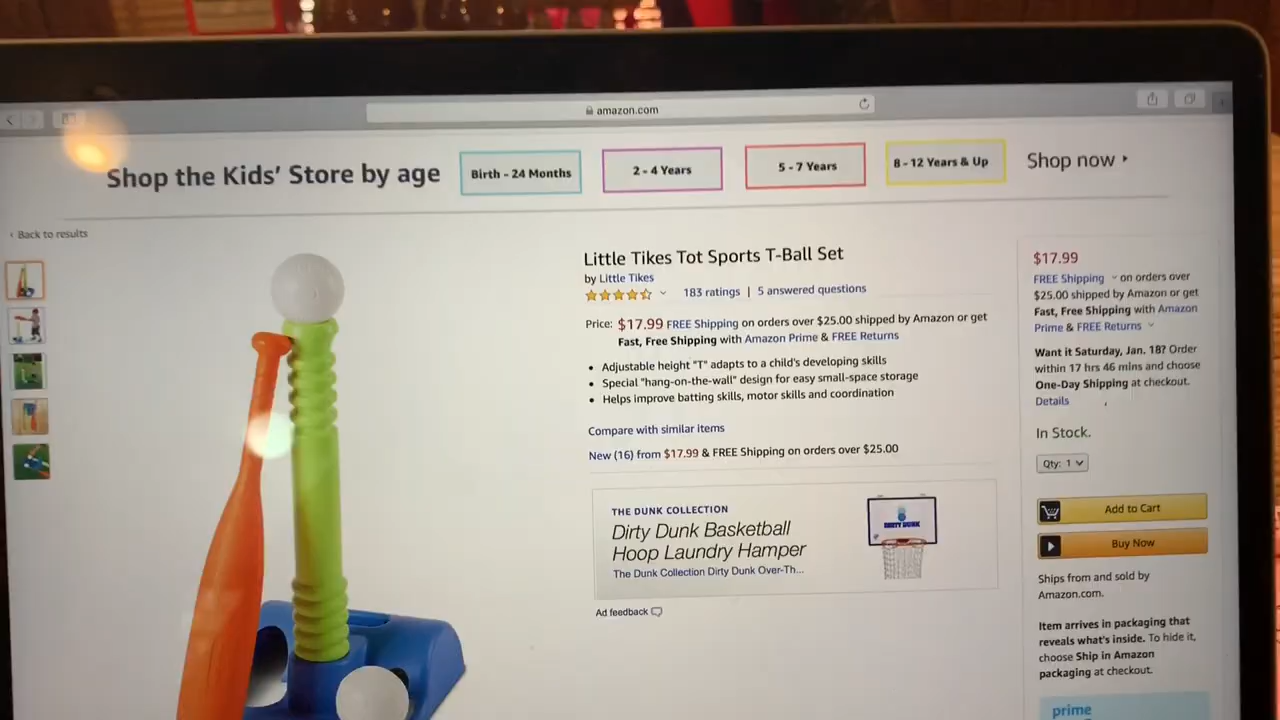 amazon.com
Shop the Kids' Store by age
Birth - 24 Months
2 - 4 Years
5 - 7 Years
8 - 12 Years & Up
Shop now
Back to results
Little Tikes Tot Sports T-Ball Set
by Little Tikes
183 ratings | 5 answered questions
Price: $17.99 FREE Shipping on orders over $25.00 shipped by Amazon or get
Fast, Free Shipping with Amazon Prime & FREE Returns
• Adjustable height "T" adapts to a child's developing skills
• Special "hang-on-the-wall" design for easy small-space storage
• Helps improve batting skills, motor skills and coordination
Compare with similar items
New (16) from $17.99 & FREE Shipping on orders over $25.00
THE DUNK COLLECTION
Dirty Dunk Basketball
Hoop Laundry Hamper
The Dunk Collection Dirty Dunk Over-Th...
DIRTY DUNK
Ad feedback
$17.99
FREE Shipping on orders over
$25.00 shipped by Amazon or get
Fast, Free Shipping with Amazon
Prime & FREE Returns
Want it Saturday, Jan. 18? Order
within 17 hrs 46 mins and choose
One-Day Shipping at checkout.
Details
In Stock.
Qty: 1
Add to Cart
Buy Now
Ships from and sold by
Amazon.com.
Item arrives in packaging that
reveals what's inside. To hide it,
choose Ship in Amazon
packaging at checkout.
prime